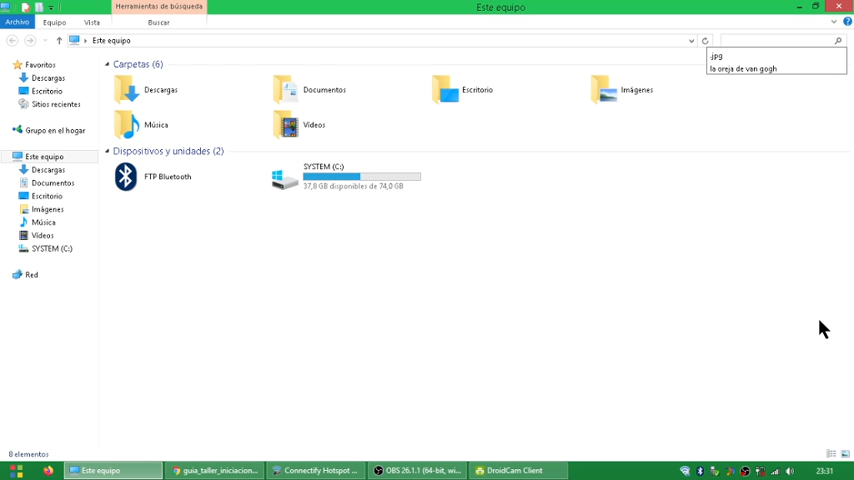 Herramientas de búsqueda
Este equipo
Archivo
Equipo
Vista
Buscar
Este equipo
.jpg
la oreja de van gogh
Favoritos
Descargas
Escritorio
Sitios recientes
Grupo en el hogar
Este equipo
Descargas
Documentos
Escritorio
Imágenes
Música
Vídeos
SYSTEM (C:)
Red
Carpetas (6)
Descargas
Documentos
Escritorio
Imágenes
Música
Vídeos
Dispositivos y unidades (2)
FTP Bluetooth
SYSTEM (C:)
37,8 GB disponibles de 74,0 GB
8 elementos
Este equipo
guia_taller_iniciacion...
Connectify Hotspot ...
OBS 26.1.1 (64-bit, wi...
DroidCam Client
23:31